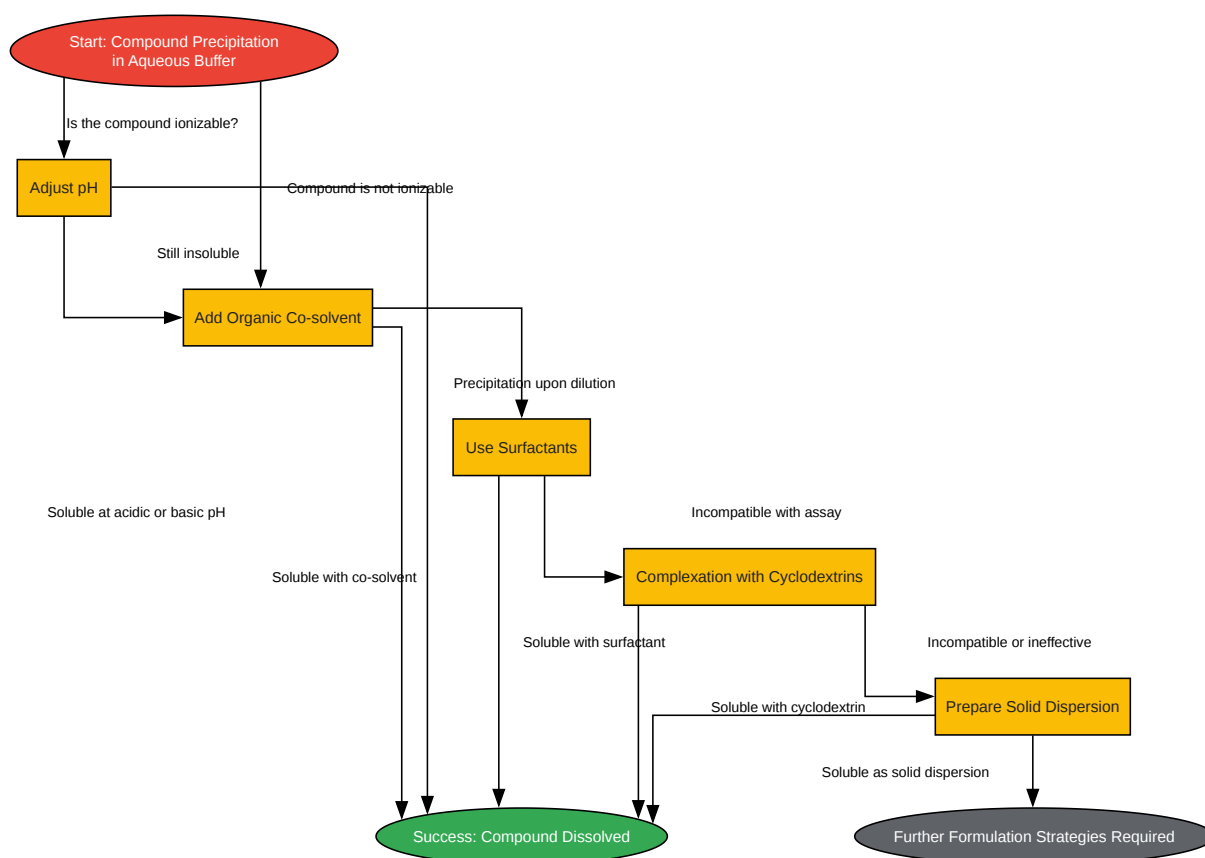 Start: Compound Precipitation
in Aqueous Buffer
Is the compound ionizable?
Adjust pH
Compound is not ionizable
Still insoluble
Add Organic Co-solvent
Precipitation upon dilution
Use Surfactants
Soluble at acidic or basic pH
Incompatible with assay
Soluble with co-solvent
Complexation with Cyclodextrins
Soluble with surfactant
Incompatible or ineffective
Soluble with cyclodextrin
Prepare Solid Dispersion
Soluble as solid dispersion
Success: Compound Dissolved
Further Formulation Strategies Required